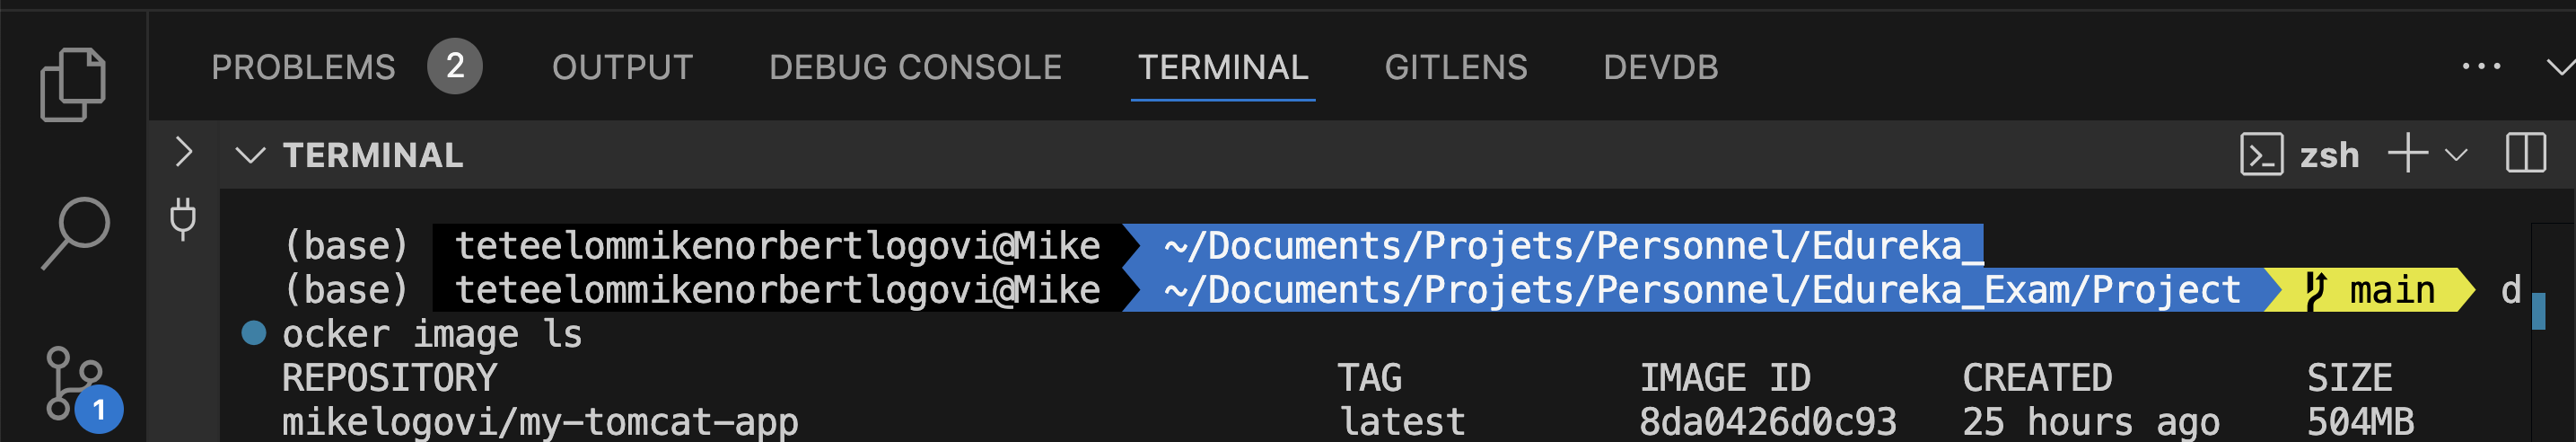 PROBLEMS 2 OUTPUT DEBUG CONSOLE TERMINAL GITLENS DEVDB
TERMINAL zsh
(base) teteelommikenorbertlogovi@Mike ~/Documents/Projets/Personnel/Edureka_
(base) teteelommikenorbertlogovi@Mike ~/Documents/Projets/Personnel/Edureka_Exam/Project main d
ocker image ls
REPOSITORY TAG IMAGE ID CREATED SIZE
mikelogovi/my-tomcat-app latest 8da0426d0c93 25 hours ago 504MB
1